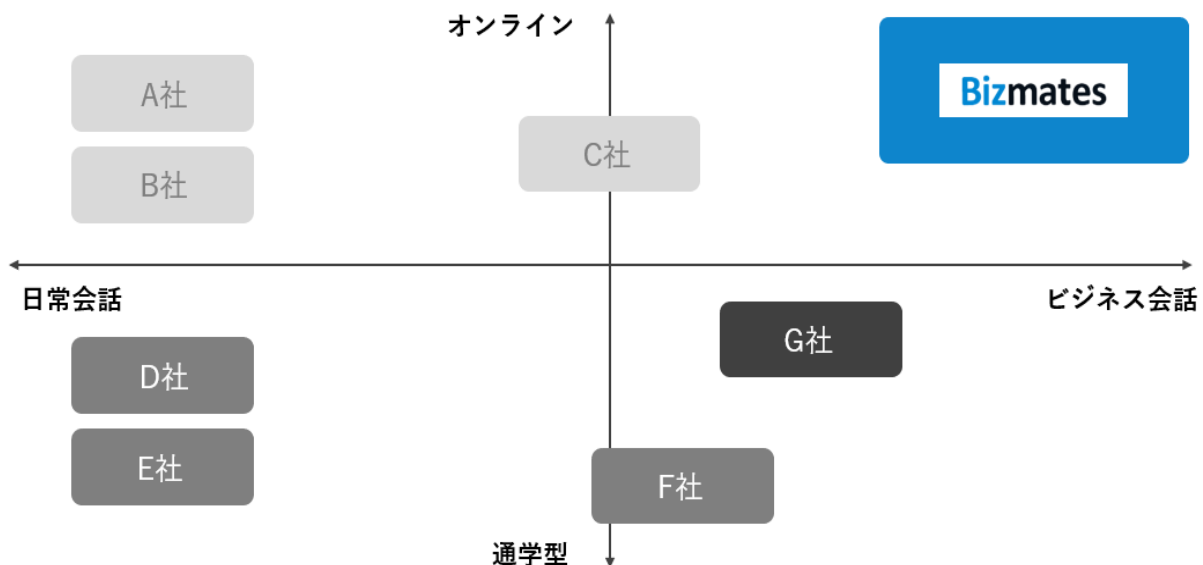 オンライン
Bizmates
A社
C社
B社
日常会話
ビジネス会話
G社
D社
E社
F社
通学型